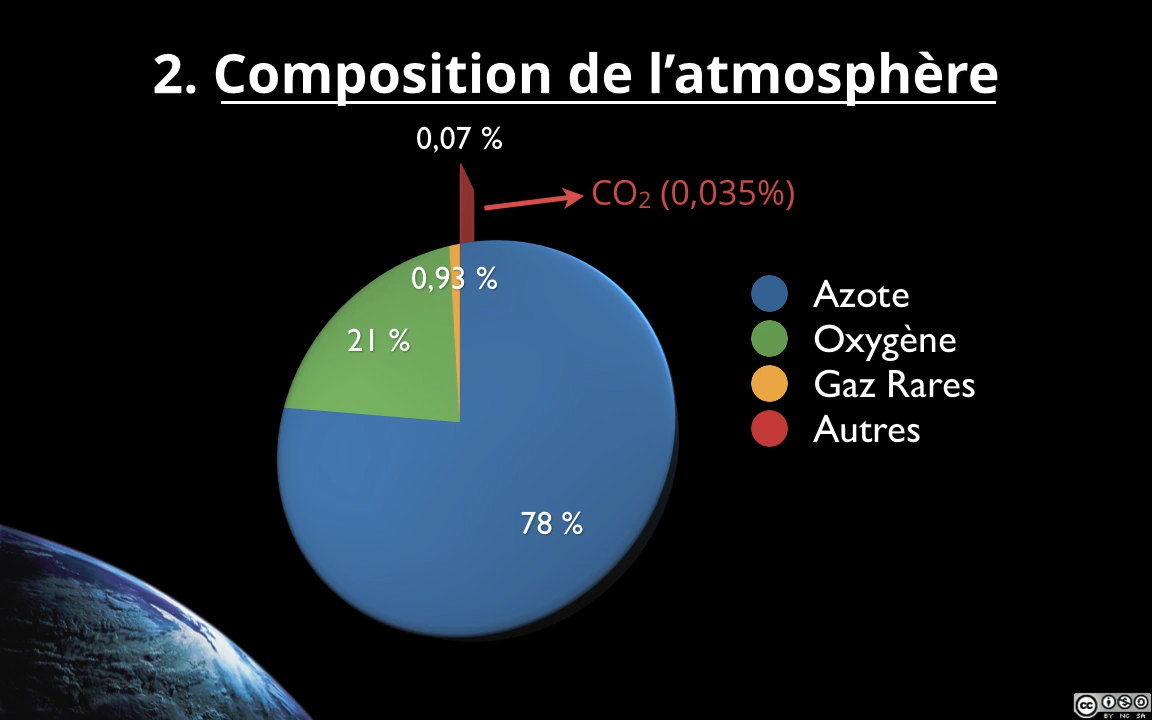 2. Composition de l’atmosphère
0,07 %
CO₂ (0,035%)
0,93 %
21 %
78 %
Azote
Oxygène
Gaz Rares
Autres
cc
BY NC SA